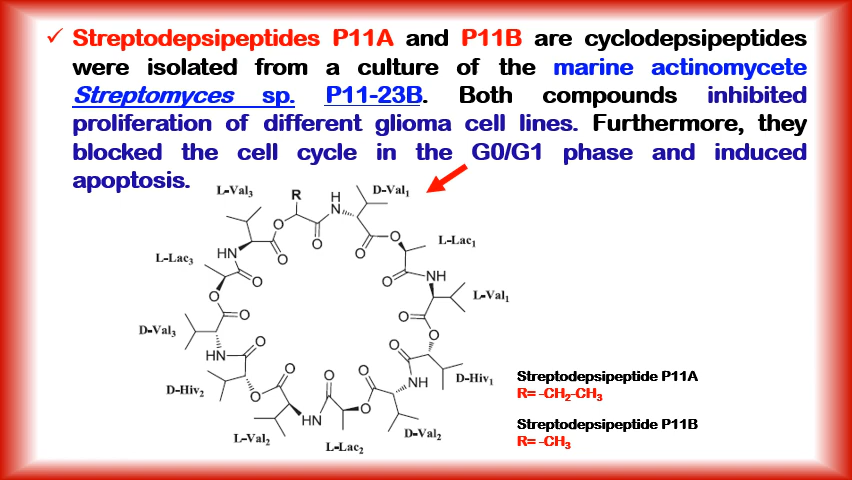 ✓ Streptodepsipeptides P11A and P11B are cyclodepsipeptides
were isolated from a culture of the marine actinomycete
Streptomyces sp. P11-23B. Both compounds inhibited
proliferation of different glioma cell lines. Furthermore, they
blocked the cell cycle in the G0/G1 phase and induced
apoptosis.
L-Val₃ R H N D-Val₁
O O O O
O O L-Lac₁
L-Lac₃ HN O O NH
O O L-Val₁
D-Val₃ O O
HN O O O
D-Hiv₂ O O O O NH D-Hiv₁
HN O
L-Val₂ L-Lac₂ D-Val₂
Streptodepsipeptide P11A
R= -CH₂-CH₃
Streptodepsipeptide P11B
R= -CH₃